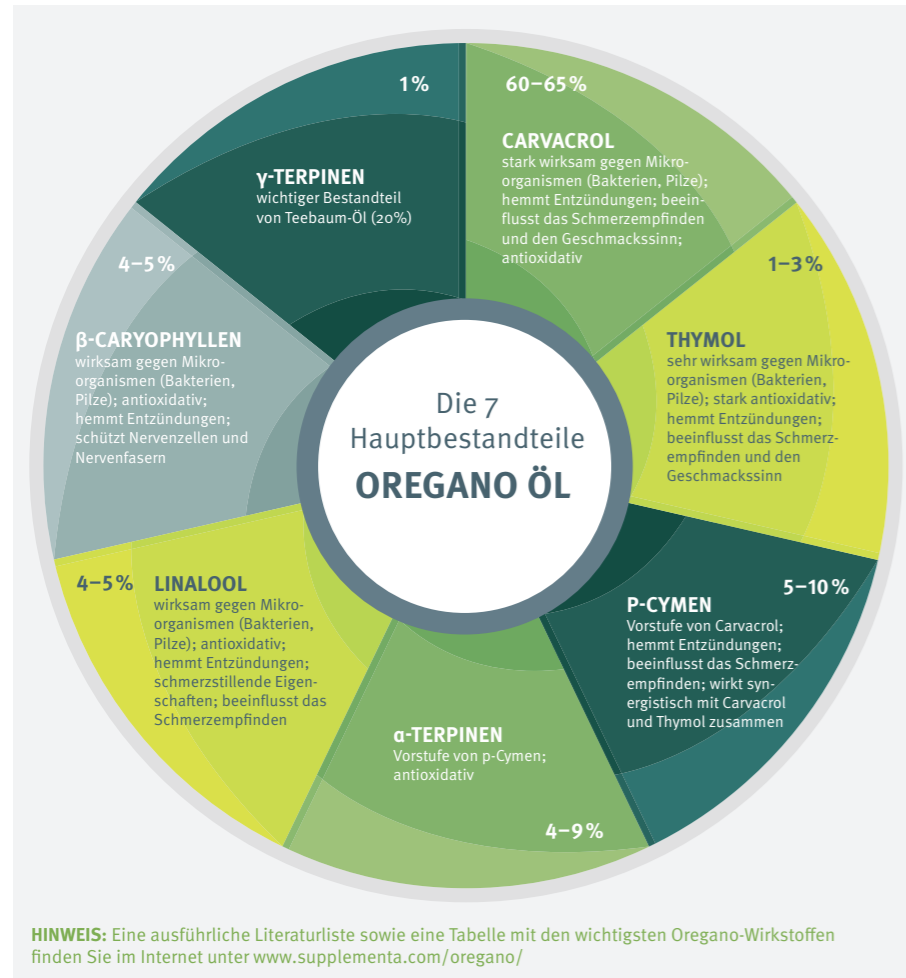 Die 7
Hauptbestandteile
OREGANO ÖL
60–65%
CARVACROL
stark wirksam gegen Mikro-
organismen (Bakterien, Pilze);
hemmt Entzündungen; beein-
flusst das Schmerzempfinden
und den Geschmackssinn;
antioxidativ
1–3%
THYMOL
sehr wirksam gegen Mikro-
organismen (Bakterien,
Pilze); stark antioxidativ;
hemmt Entzündungen;
beeinflusst das Schmerz-
empfinden und den
Geschmackssinn
5–10%
P-CYMEN
Vorstufe von Carvacrol;
hemmt Entzündungen;
beeinflusst das Schmerz-
empfinden; wirkt syn-
ergistisch mit Carvacrol
und Thymol zusammen
α-TERPINEN
Vorstufe von p-Cymen;
antioxidativ
4–9%
4–5%
LINALOOL
wirksam gegen Mikro-
organismen (Bakterien,
Pilze); antioxidativ;
hemmt Entzündungen;
schmerzstillende Eigen-
schaften; beeinflusst das
Schmerzempfinden
4–5%
β-CARYOPHYLLEN
wirksam gegen Mikro-
organismen (Bakterien,
Pilze); antioxidativ;
hemmt Entzündungen;
schützt Nervenzellen und
Nervenfasern
1%
γ-TERPINEN
wichtiger Bestandteil
von Teebaum-Öl (20%)
HINWEIS: Eine ausführliche Literaturliste sowie eine Tabelle mit den wichtigsten Oregano-Wirkstoffen
finden Sie im Internet unter www.supplementa.com/oregano/